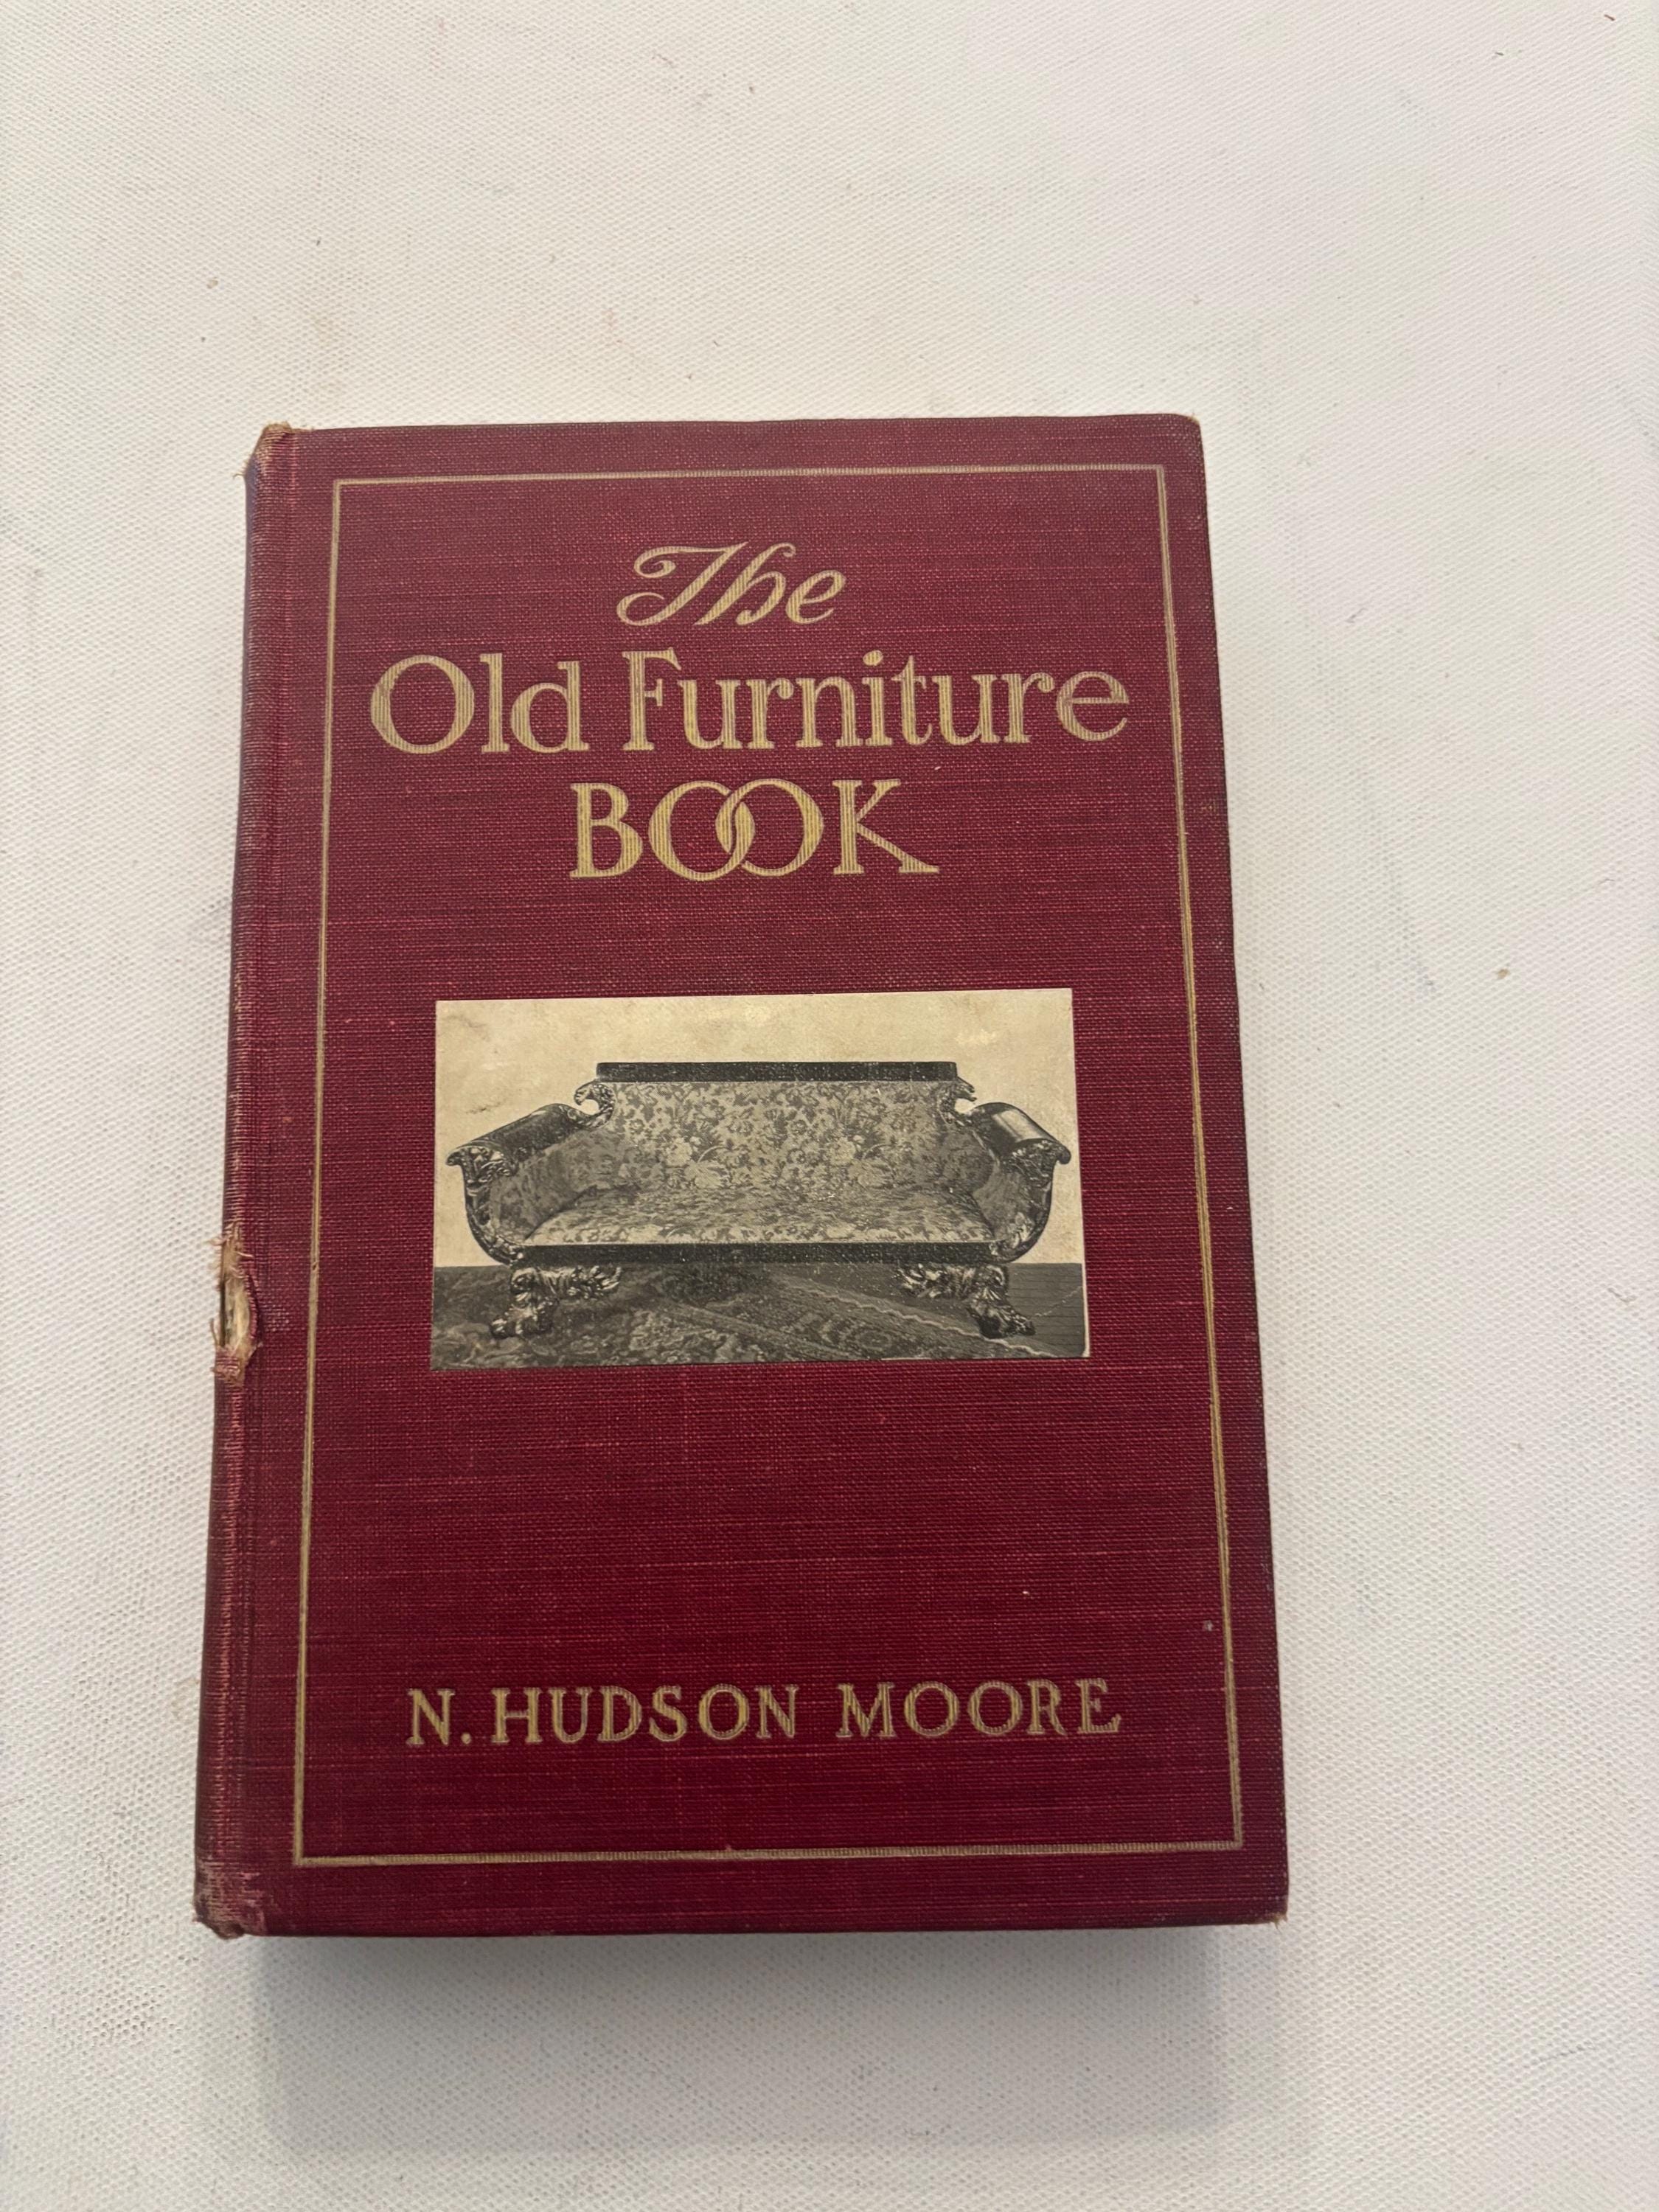 The
Old Furniture
BOOK
N. HUDSON MOORE